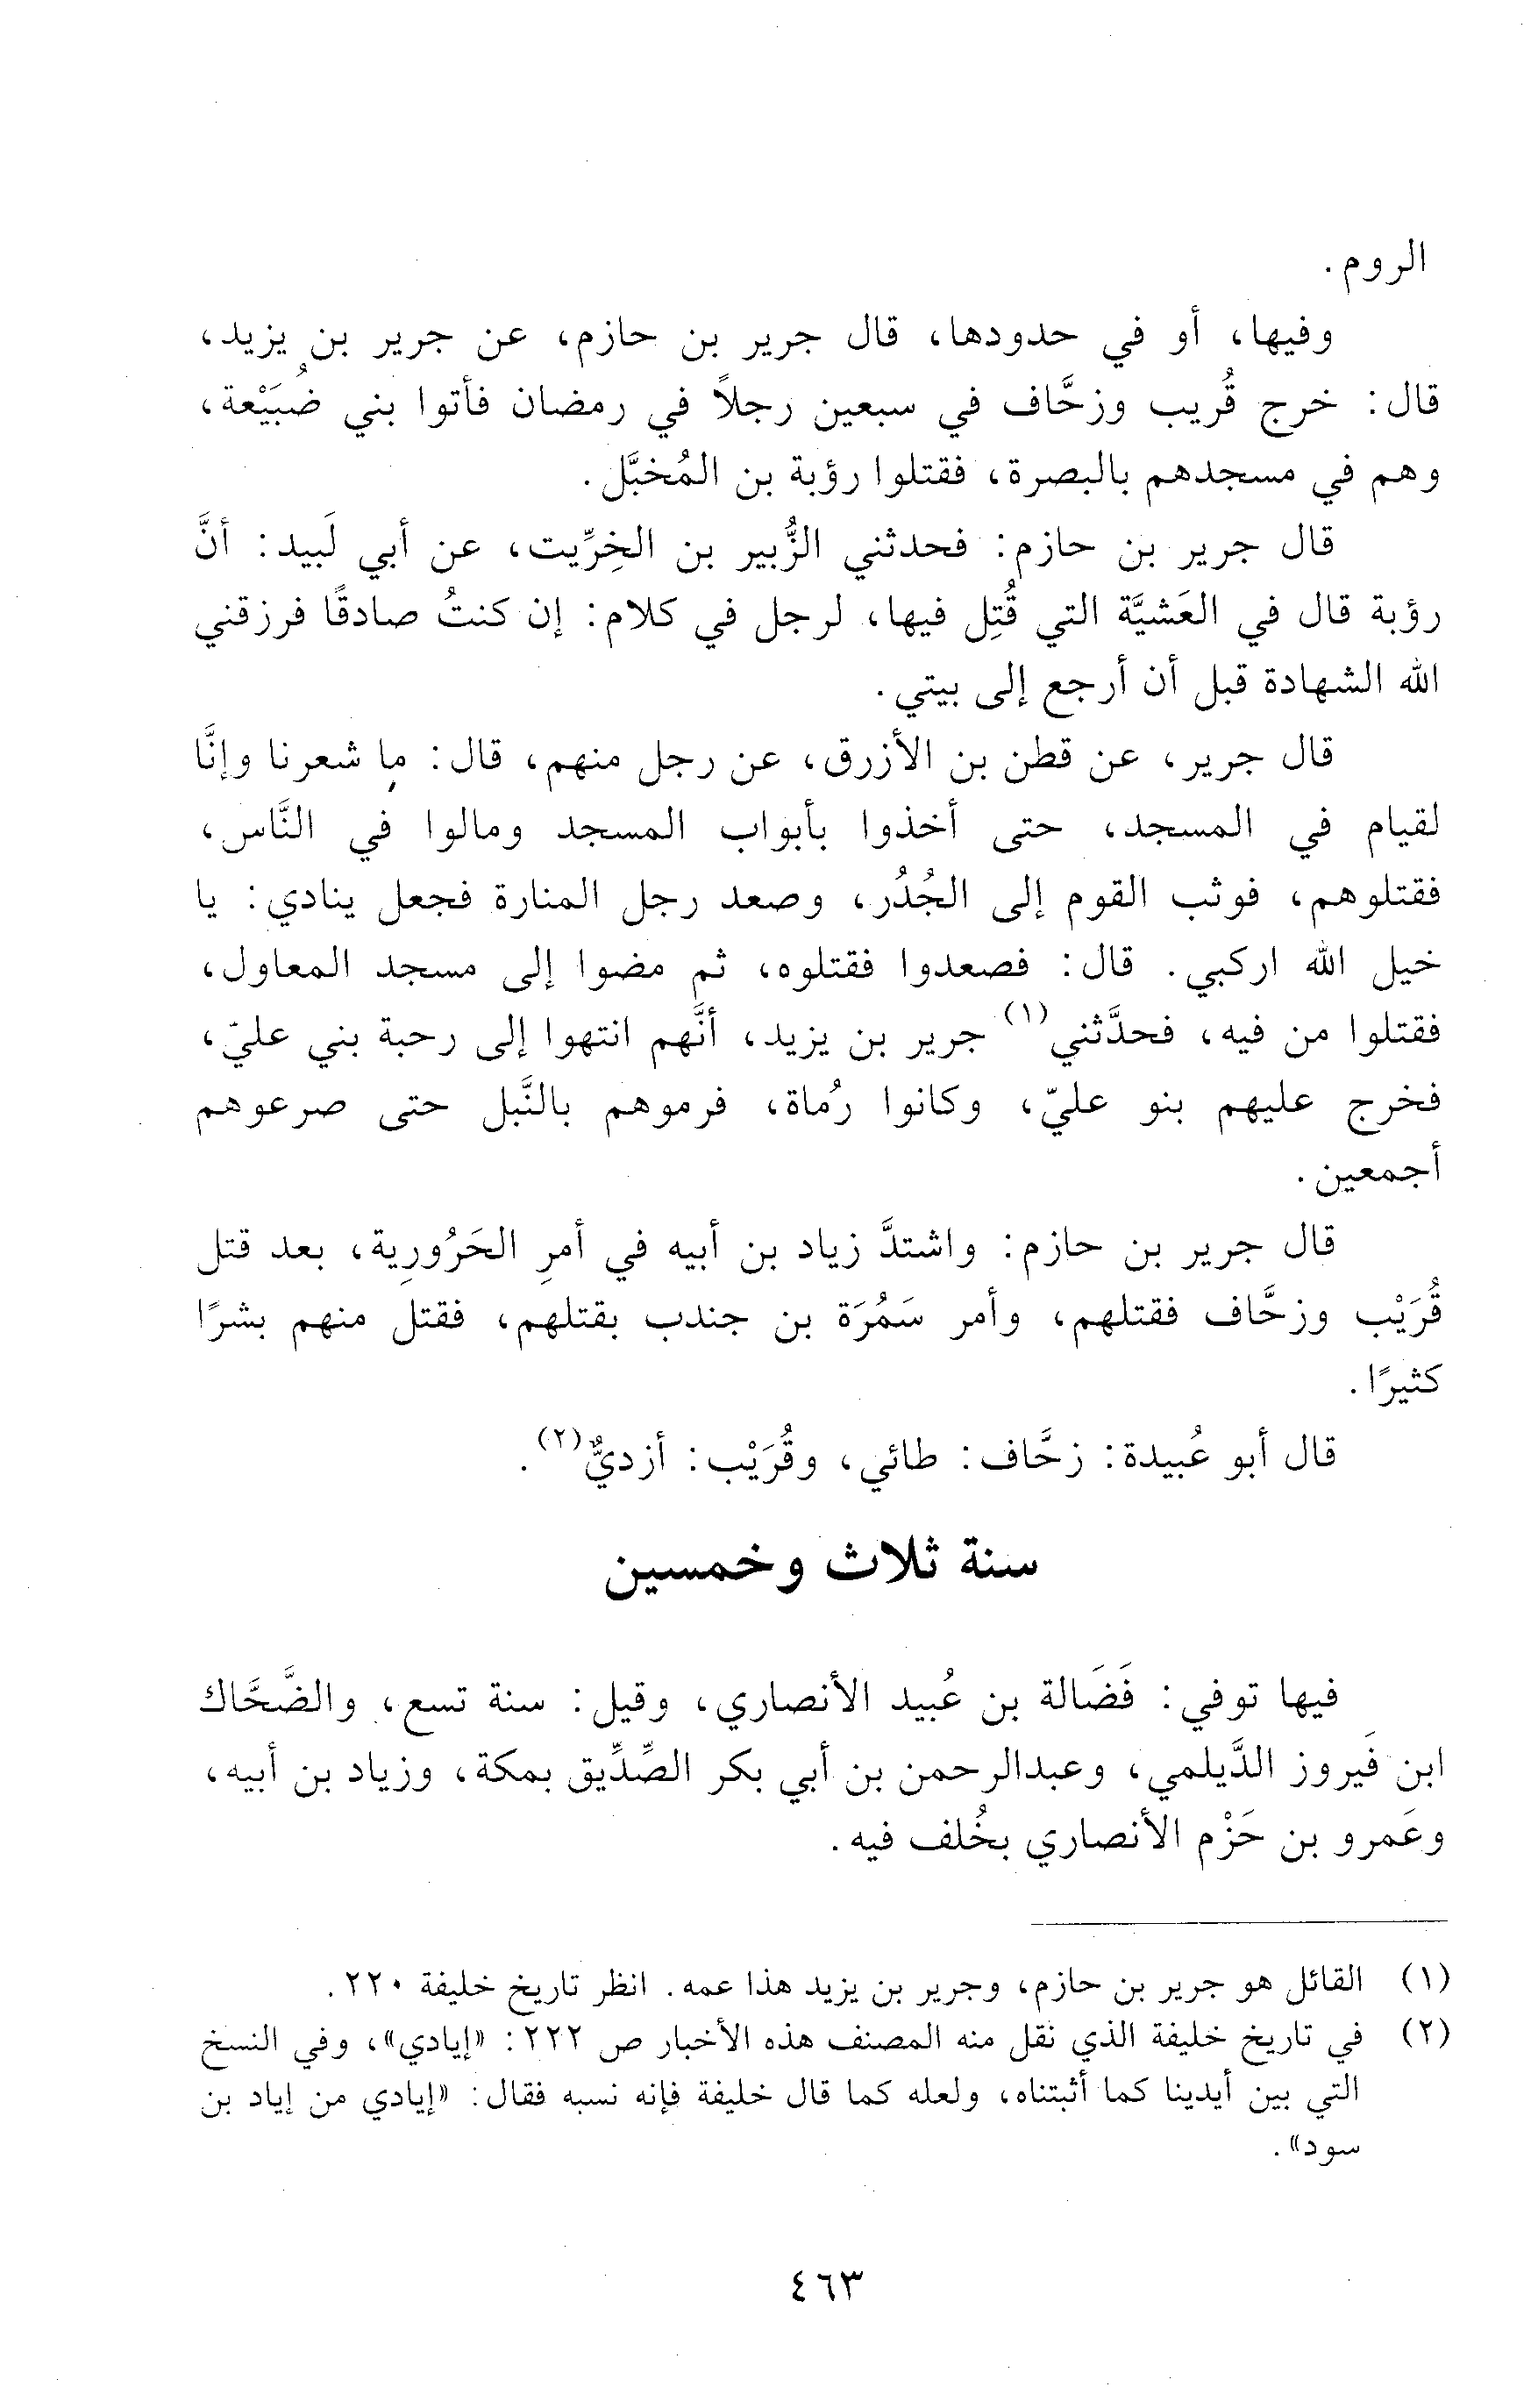 الروم.
وفيها، أو في حدودها، قال جرير بن حازم، عن جرير بن يزيد،
قال: خرج قُريب وزحَّاف في سبعين رجلاً في رمضان فأتوا بني ضُبَيْعة،
وهم في مسجدهم بالبصرة، فقتلوا رؤبة بن المُخبَّل.
قال جرير بن حازم: فحدثني الزُّبير بن الخِرِّيت، عن أبي لَبيد: أنَّ
رؤبة قال في العَشيَّة التي قُتِل فيها، لرجل في كلام: إن كنتُ صادقًا فرزقني
الله الشهادة قبل أن أرجع إلى بيتي.
قال جرير، عن قطن بن الأزرق، عن رجل منهم، قال: ما شعرنا وإنَّا
لقيام في المسجد، حتى أخذوا بأبواب المسجد ومالوا في النَّاس،
فقتلوهم، فوثب القوم إلى الجُدُر، وصعد رجل المنارة فجعل ينادي: يا
خيل الله اركبي. قال: فصعدوا فقتلوه، ثم مضوا إلى مسجد المعاول،
فقتلوا من فيه، فحدَّثني(١) جرير بن يزيد، أنَّهم انتهوا إلى رحبة بني عليّ،
فخرج عليهم بنو عليّ، وكانوا رُماة، فرموهم بالنَّبل حتى صرعوهم
أجمعين.
قال جرير بن حازم: واشتدَّ زياد بن أبيه في أمرِ الحَرُورِية، بعد قتل
قُرَيْب وزحَّاف فقتلهم، وأمر سَمُرَة بن جندب بقتلهم، فقتل منهم بشرًا
كثيرًا.
قال أبو عُبيدة: زحَّاف: طائي، وقُرَيْب: أزديٌّ(٢).
سنة ثلاث وخمسين
فيها توفي: فَضَالة بن عُبيد الأنصاري، وقيل: سنة تسع، والضَّحَّاك
ابن فَيروز الدَّيلمي، وعبدالرحمن بن أبي بكر الصِّدِّيق بمكة، وزياد بن أبيه،
وعَمرو بن حَزْم الأنصاري بخُلف فيه.
(١) القائل هو جرير بن حازم، وجرير بن يزيد هذا عمه. انظر تاريخ خليفة ٢٢٠.
(٢) في تاريخ خليفة الذي نقل منه المصنف هذه الأخبار ص ٢٢٢: «إيادي»، وفي النسخ
التي بين أيدينا كما أثبتناه، ولعله كما قال خليفة فإنه نسبه فقال: «إيادي من إياد بن
سود».
٤٦٣